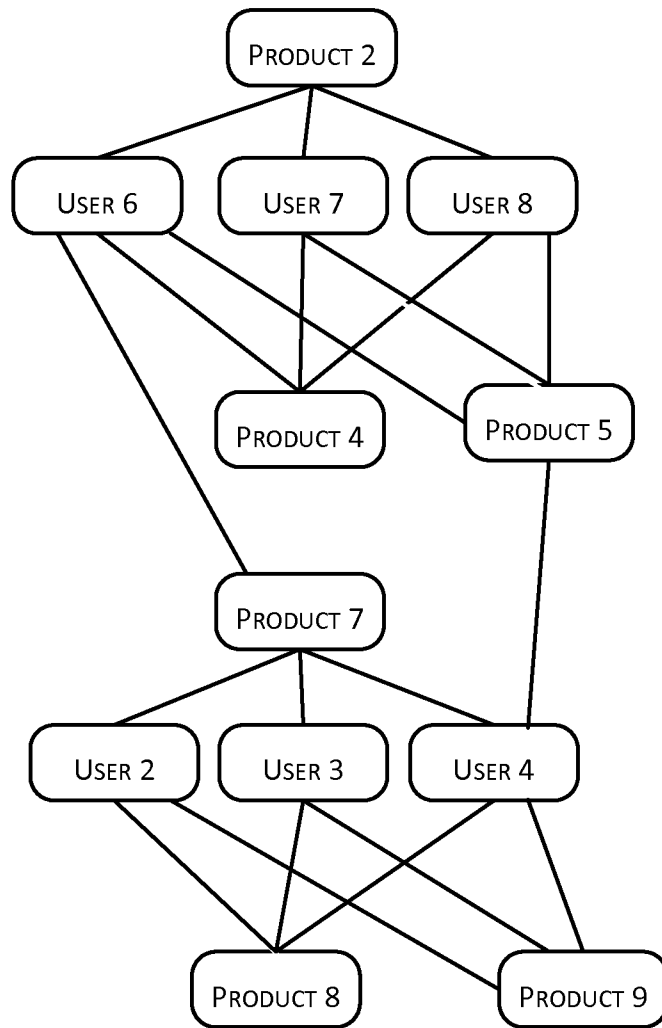 PRODUCT 2
USER 6
USER 7
USER 8
PRODUCT 4
PRODUCT 5
PRODUCT 7
USER 2
USER 3
USER 4
PRODUCT 8
PRODUCT 9